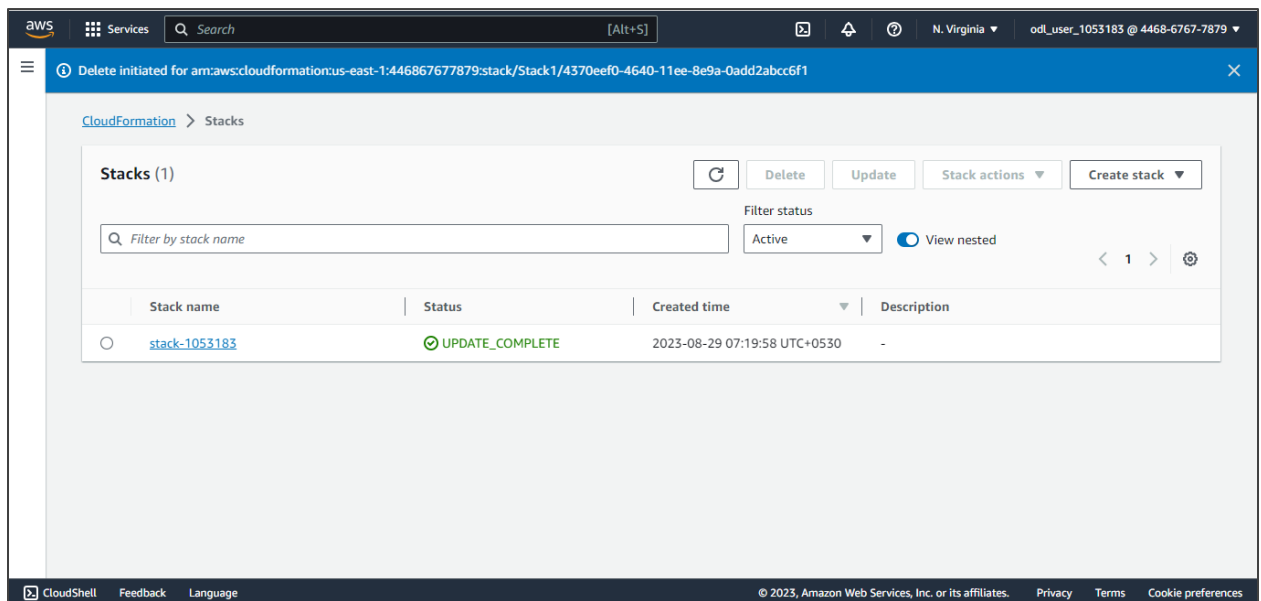 aws Services Search [Alt+S] N. Virginia odl_user_1053183 @ 4468-6767-7879
Delete initiated for arn:aws:cloudformation:us-east-1:446867677879:stack/Stack1/4370eef0-4640-11ee-8e9a-0add2abcc6f1
CloudFormation Stacks
Stacks (1) Delete Update Stack actions Create stack
Filter status
Filter by stack name Active View nested
1
Stack name Status Created time Description
stack-1053183 UPDATE_COMPLETE 2023-08-29 07:19:58 UTC+0530 -
CloudShell Feedback Language © 2023, Amazon Web Services, Inc. or its affiliates. Privacy Terms Cookie preferences